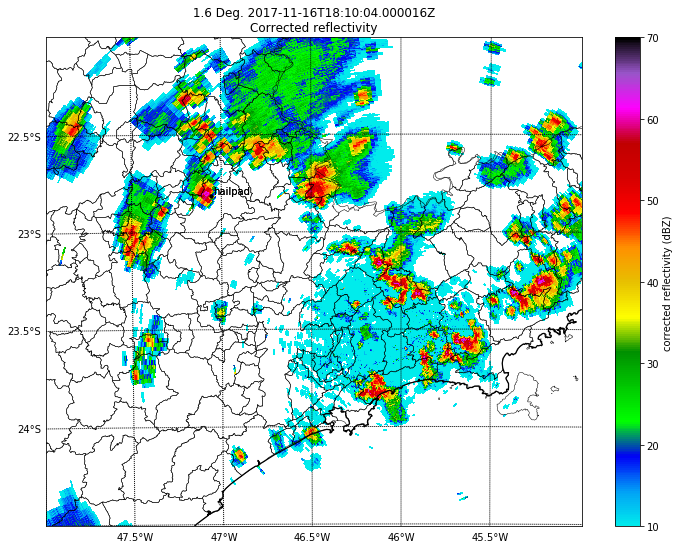 1.6 Deg. 2017-11-16T18:10:04.000016Z
Corrected reflectivity
22.5°S
23°S
23.5°S
24°S
47.5°W
47°W
46.5°W
46°W
45.5°W
hailpad
70
60
50
40
30
20
10
corrected reflectivity (dBZ)